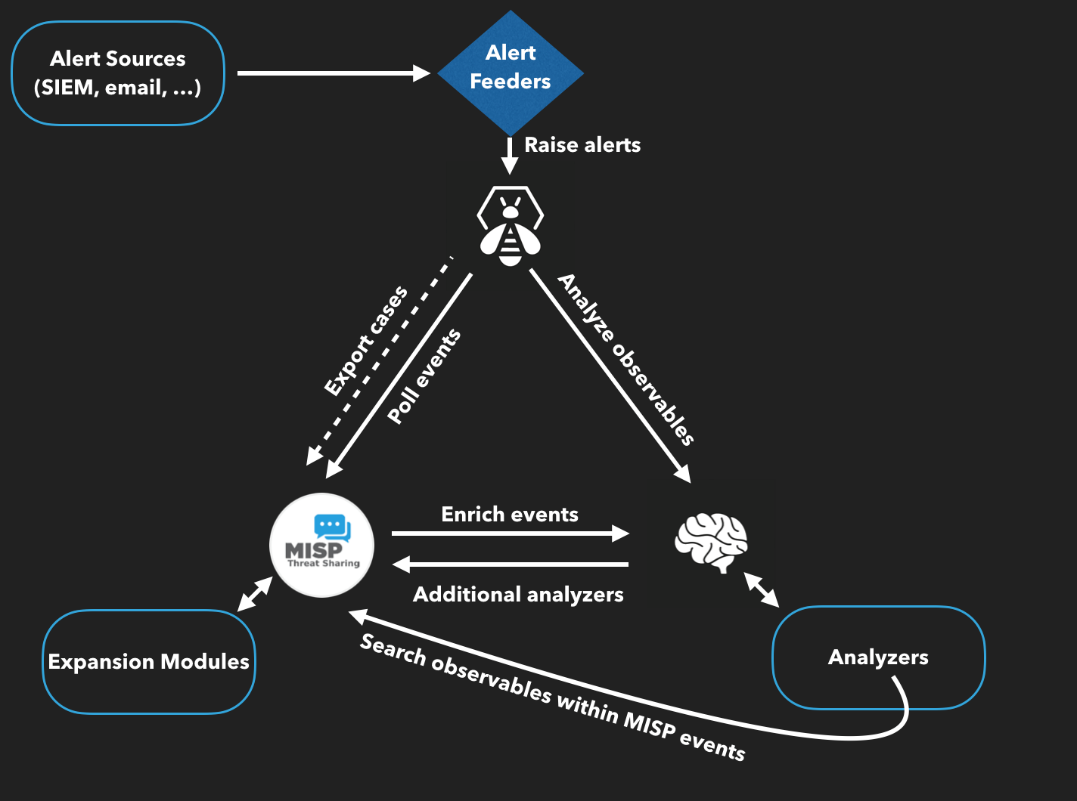 Alert Sources
(SIEM, email, ...)
Alert
Feeders
Raise alerts
Export cases
Poll events
Analyze observables
MISP
Threat Sharing
Enrich events
Additional analyzers
Expansion Modules
Analyzers
Search observables within MISP events